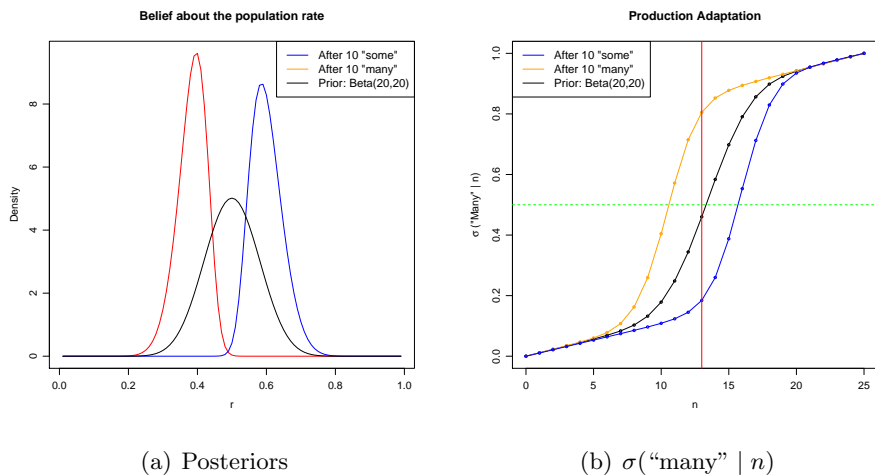 Belief about the population rate
After 10 "some"
After 10 "many"
Prior: Beta(20,20)
Density
0
2
4
6
8
0.0
0.2
0.4
0.6
0.8
1.0
r
(a) Posteriors
Production Adaptation
After 10 "some"
After 10 "many"
Prior: Beta(20,20)
σ ("Many" | n)
0.0
0.2
0.4
0.6
0.8
1.0
0
5
10
15
20
25
n
(b) σ(“many” | n)